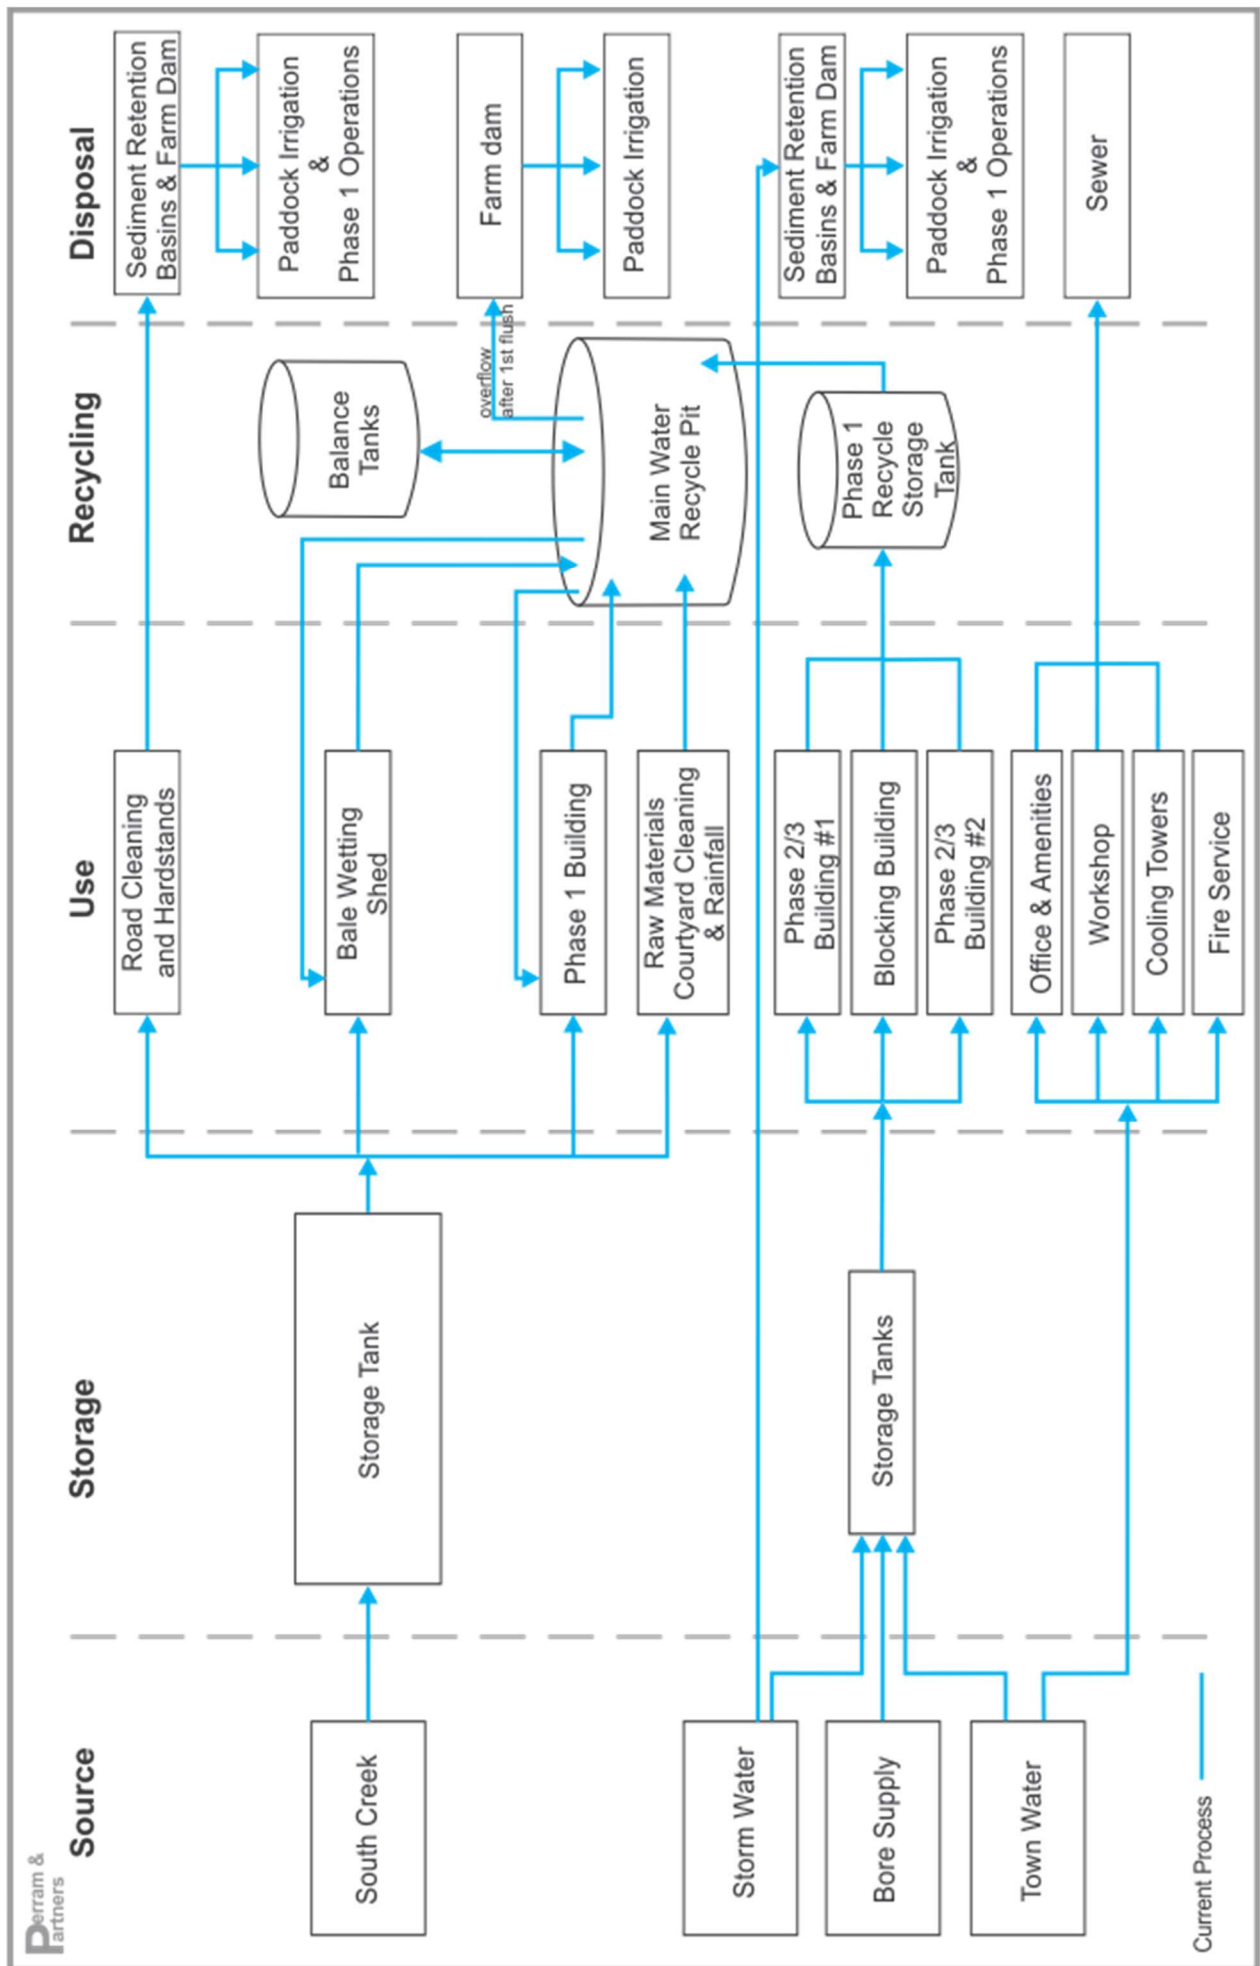 Perram &
Partners
Source
Storage
Use
Recycling
Disposal
South Creek
Storage Tank
Road Cleaning
and Hardstands
Sediment Retention
Basins & Farm Dam
Paddock Irrigation
&
Phase 1 Operations
Bale Wetting
Shed
Balance
Tanks
overflow
after 1st flush
Farm dam
Paddock Irrigation
Phase 1 Building
Raw Materials
Courtyard Cleaning
& Rainfall
Main Water
Recycle Pit
Storm Water
Bore Supply
Town Water
Storage Tanks
Phase 2/3
Building #1
Blocking Building
Phase 2/3
Building #2
Phase 1
Recycle
Storage
Tank
Sediment Retention
Basins & Farm Dam
Paddock Irrigation
&
Phase 1 Operations
Office & Amenities
Workshop
Cooling Towers
Fire Service
Sewer
Current Process